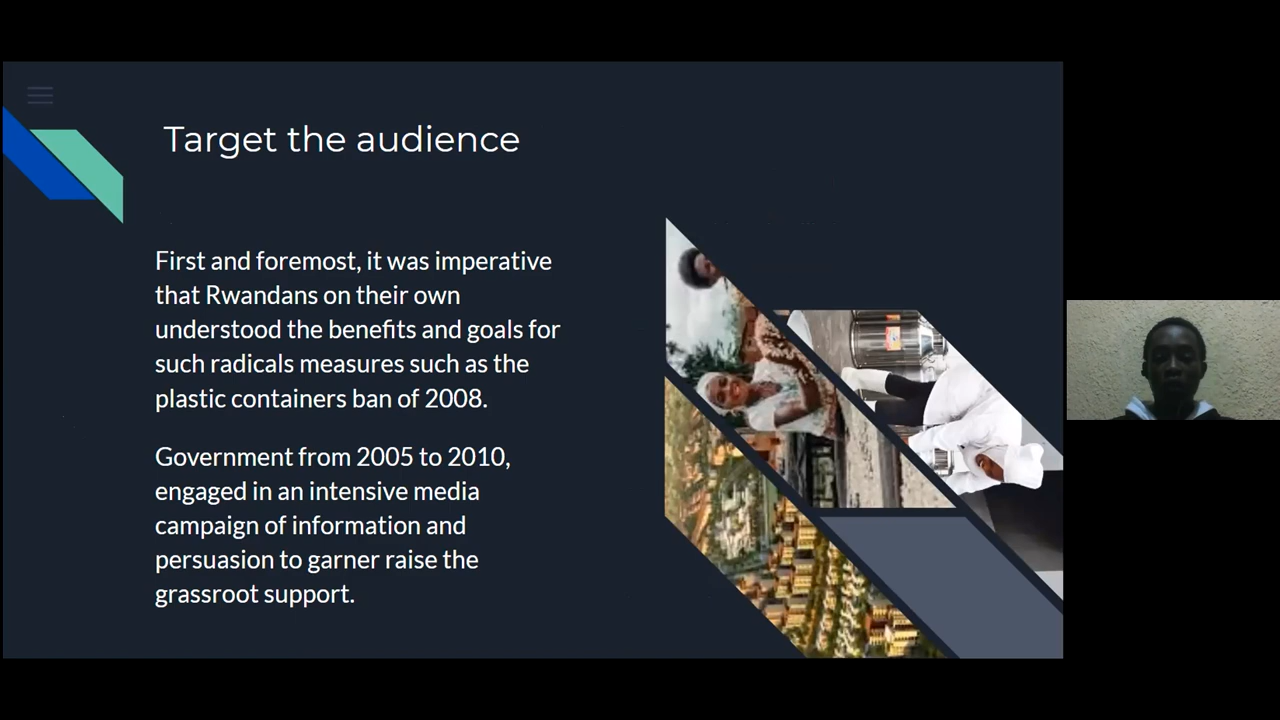 Target the audience
First and foremost, it was imperative
that Rwandans on their own
understood the benefits and goals for
such radicals measures such as the
plastic containers ban of 2008.
Government from 2005 to 2010,
engaged in an intensive media
campaign of information and
persuasion to garner raise the
grassroot support.